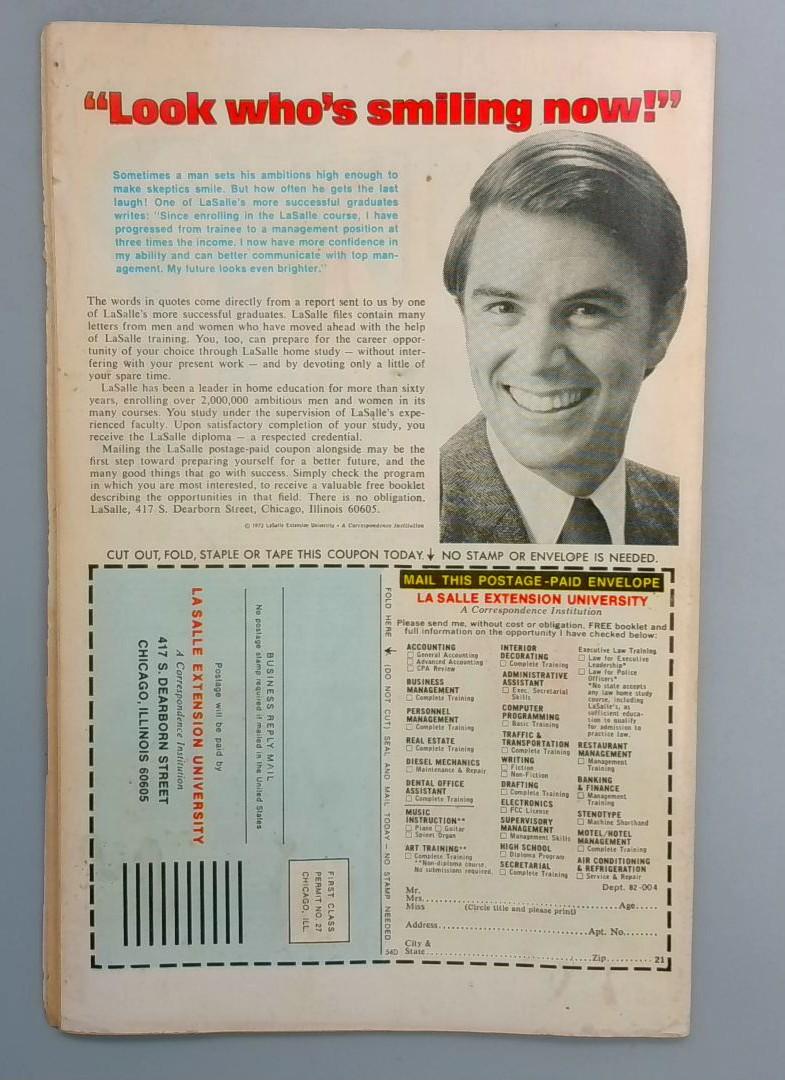 “Look who's smiling now!”
Sometimes a man sets his ambitions high enough to
make skeptics smile. But how often he gets the last
laugh! One of LaSalle's more successful graduates
writes: "Since enrolling in the LaSalle course, I have
progressed from trainee to a management position at
three times the income. I now have more confidence in
my ability and can better communicate with top man-
agement. My future looks even brighter."
The words in quotes come directly from a report sent to us by one
of LaSalle's more successful graduates. LaSalle files contain many
letters from men and women who have moved ahead with the help
of LaSalle training. You, too, can prepare for the career oppor-
tunity of your choice through LaSalle home study — without inter-
fering with your present work — and by devoting only a little of
your spare time.
LaSalle has been a leader in home education for more than sixty
years, enrolling over 2,000,000 ambitious men and women in its
many courses. You study under the supervision of LaSalle's expe-
rienced faculty. Upon satisfactory completion of your study, you
receive the LaSalle diploma — a respected credential.
Mailing the LaSalle postage-paid coupon alongside may be the
first step toward preparing yourself for a better future, and the
many good things that go with success. Simply check the program
in which you are most interested, to receive a valuable free booklet
describing the opportunities in that field. There is no obligation.
LaSalle, 417 S. Dearborn Street, Chicago, Illinois 60605.
LaSalle Extension University • A Correspondence Institution
CUT OUT, FOLD, STAPLE OR TAPE THIS COUPON TODAY. NO STAMP OR ENVELOPE IS NEEDED.
BUSINESS REPLY MAIL
No postage stamp required if mailed in the United States
Postage will be paid by
LA SALLE EXTENSION UNIVERSITY
A Correspondence Institution
417 S. DEARBORN STREET
CHICAGO, ILLINOIS 60605
FIRST CLASS
PERMIT NO. 27
CHICAGO, ILL.
FOLD HERE (DO NOT CUT) SEAL AND MAIL TODAY — NO STAMP NEEDED
540
MAIL THIS POSTAGE-PAID ENVELOPE
LA SALLE EXTENSION UNIVERSITY
A Correspondence Institution
Please send me, without cost or obligation, FREE booklet and
full information on the opportunity I have checked below:
ACCOUNTING
General Accounting
Advanced Accounting
CPA Review
BUSINESS
MANAGEMENT
Complete Training
PERSONNEL
MANAGEMENT
Complete Training
REAL ESTATE
Complete Training
DIESEL MECHANICS
Maintenance & Repair
DENTAL OFFICE
ASSISTANT
Complete Training
MUSIC
INSTRUCTION**
Piano Guitar
Spinet Organ
ART TRAINING**
Complete Training
**Non-diploma course.
No submissions required.
INTERIOR
DECORATING
Complete Training
ADMINISTRATIVE
ASSISTANT
Exec. Secretarial
Skills
COMPUTER
PROGRAMMING
Basic Training
TRAFFIC &
TRANSPORTATION
Complete Training
WRITING
Fiction
Non-Fiction
DRAFTING
Complete Training
ELECTRONICS
FCC License
SUPERVISORY
MANAGEMENT
Management Skills
HIGH SCHOOL
Diploma Program
SECRETARIAL
Complete Training
Executive Law Training
Law for Executive
Leadership*
Law for Police
Officers*
*No state accepts
any law home study
course, including
LaSalle's, as
sufficient educa-
tion to qualify
for admission to
practice law.
RESTAURANT
MANAGEMENT
Management
Training
BANKING
& FINANCE
Management
Training
STENOTYPE
Machine Shorthand
MOTEL/HOTEL
MANAGEMENT
Complete Training
AIR CONDITIONING
& REFRIGERATION
Service & Repair
Dept. 82-004
Mr.
Mrs.
Miss Age
(Circle title and please print)
Address Apt. No.
City &
State Zip 21